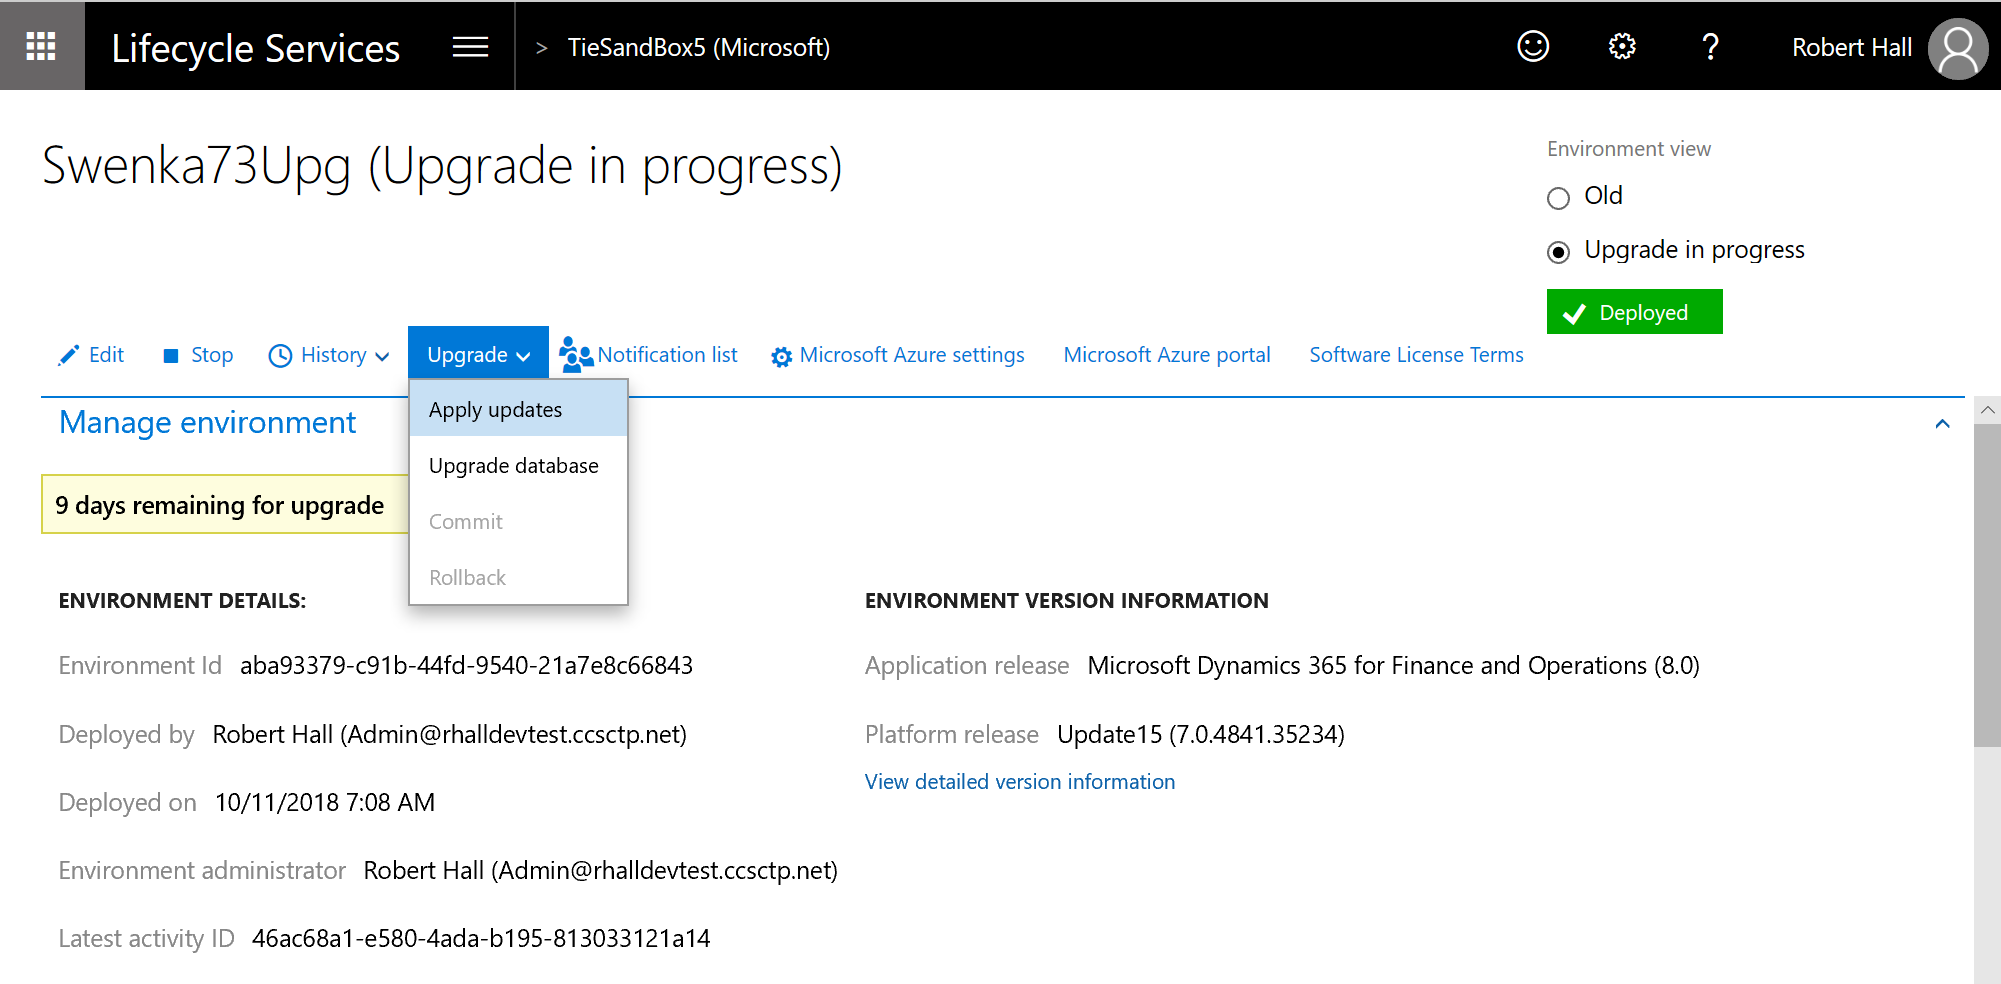 Lifecycle Services > TieSandBox5 (Microsoft) ? Robert Hall
Swenka73Upg (Upgrade in progress)
Environment view
Old
Upgrade in progress
Deployed
Edit Stop History Upgrade Notification list Microsoft Azure settings Microsoft Azure portal Software License Terms
Apply updates
Upgrade database
Commit
Rollback
Manage environment
9 days remaining for upgrade
ENVIRONMENT DETAILS:
Environment Id aba93379-c91b-44fd-9540-21a7e8c66843
Deployed by Robert Hall (Admin@rhalldevtest.ccsctp.net)
Deployed on 10/11/2018 7:08 AM
Environment administrator Robert Hall (Admin@rhalldevtest.ccsctp.net)
Latest activity ID 46ac68a1-e580-4ada-b195-813033121a14
ENVIRONMENT VERSION INFORMATION
Application release Microsoft Dynamics 365 for Finance and Operations (8.0)
Platform release Update15 (7.0.4841.35234)
View detailed version information